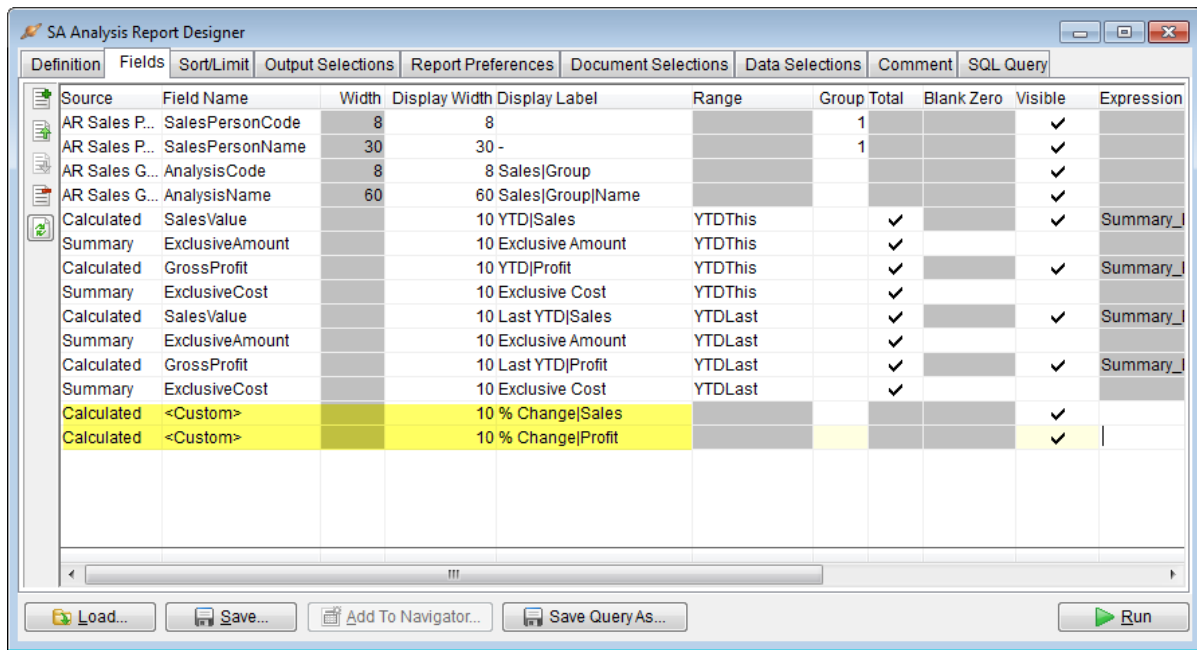 SA Analysis Report Designer
Definition Fields Sort/Limit Output Selections Report Preferences Document Selections Data Selections Comment SQL Query
Source Field Name Width Display Width Display Label Range Group Total Blank Zero Visible Expression
AR Sales P... SalesPersonCode 8 8 1
AR Sales P... SalesPersonName 30 30 - 1
AR Sales G... AnalysisCode 8 8 Sales|Group
AR Sales G... AnalysisName 60 60 Sales|Group|Name
Calculated SalesValue 10 YTD|Sales YTDThis Summary_
Summary ExclusiveAmount 10 Exclusive Amount YTDThis
Calculated GrossProfit 10 YTD|Profit YTDThis Summary_
Summary ExclusiveCost 10 Exclusive Cost YTDThis
Calculated SalesValue 10 Last YTD|Sales YTDLast Summary_
Summary ExclusiveAmount 10 Exclusive Amount YTDLast
Calculated GrossProfit 10 Last YTD|Profit YTDLast Summary_
Summary ExclusiveCost 10 Exclusive Cost YTDLast
Calculated <Custom> 10 % Change|Sales
Calculated <Custom> 10 % Change|Profit
Load... Save... Add To Navigator... Save Query As... Run